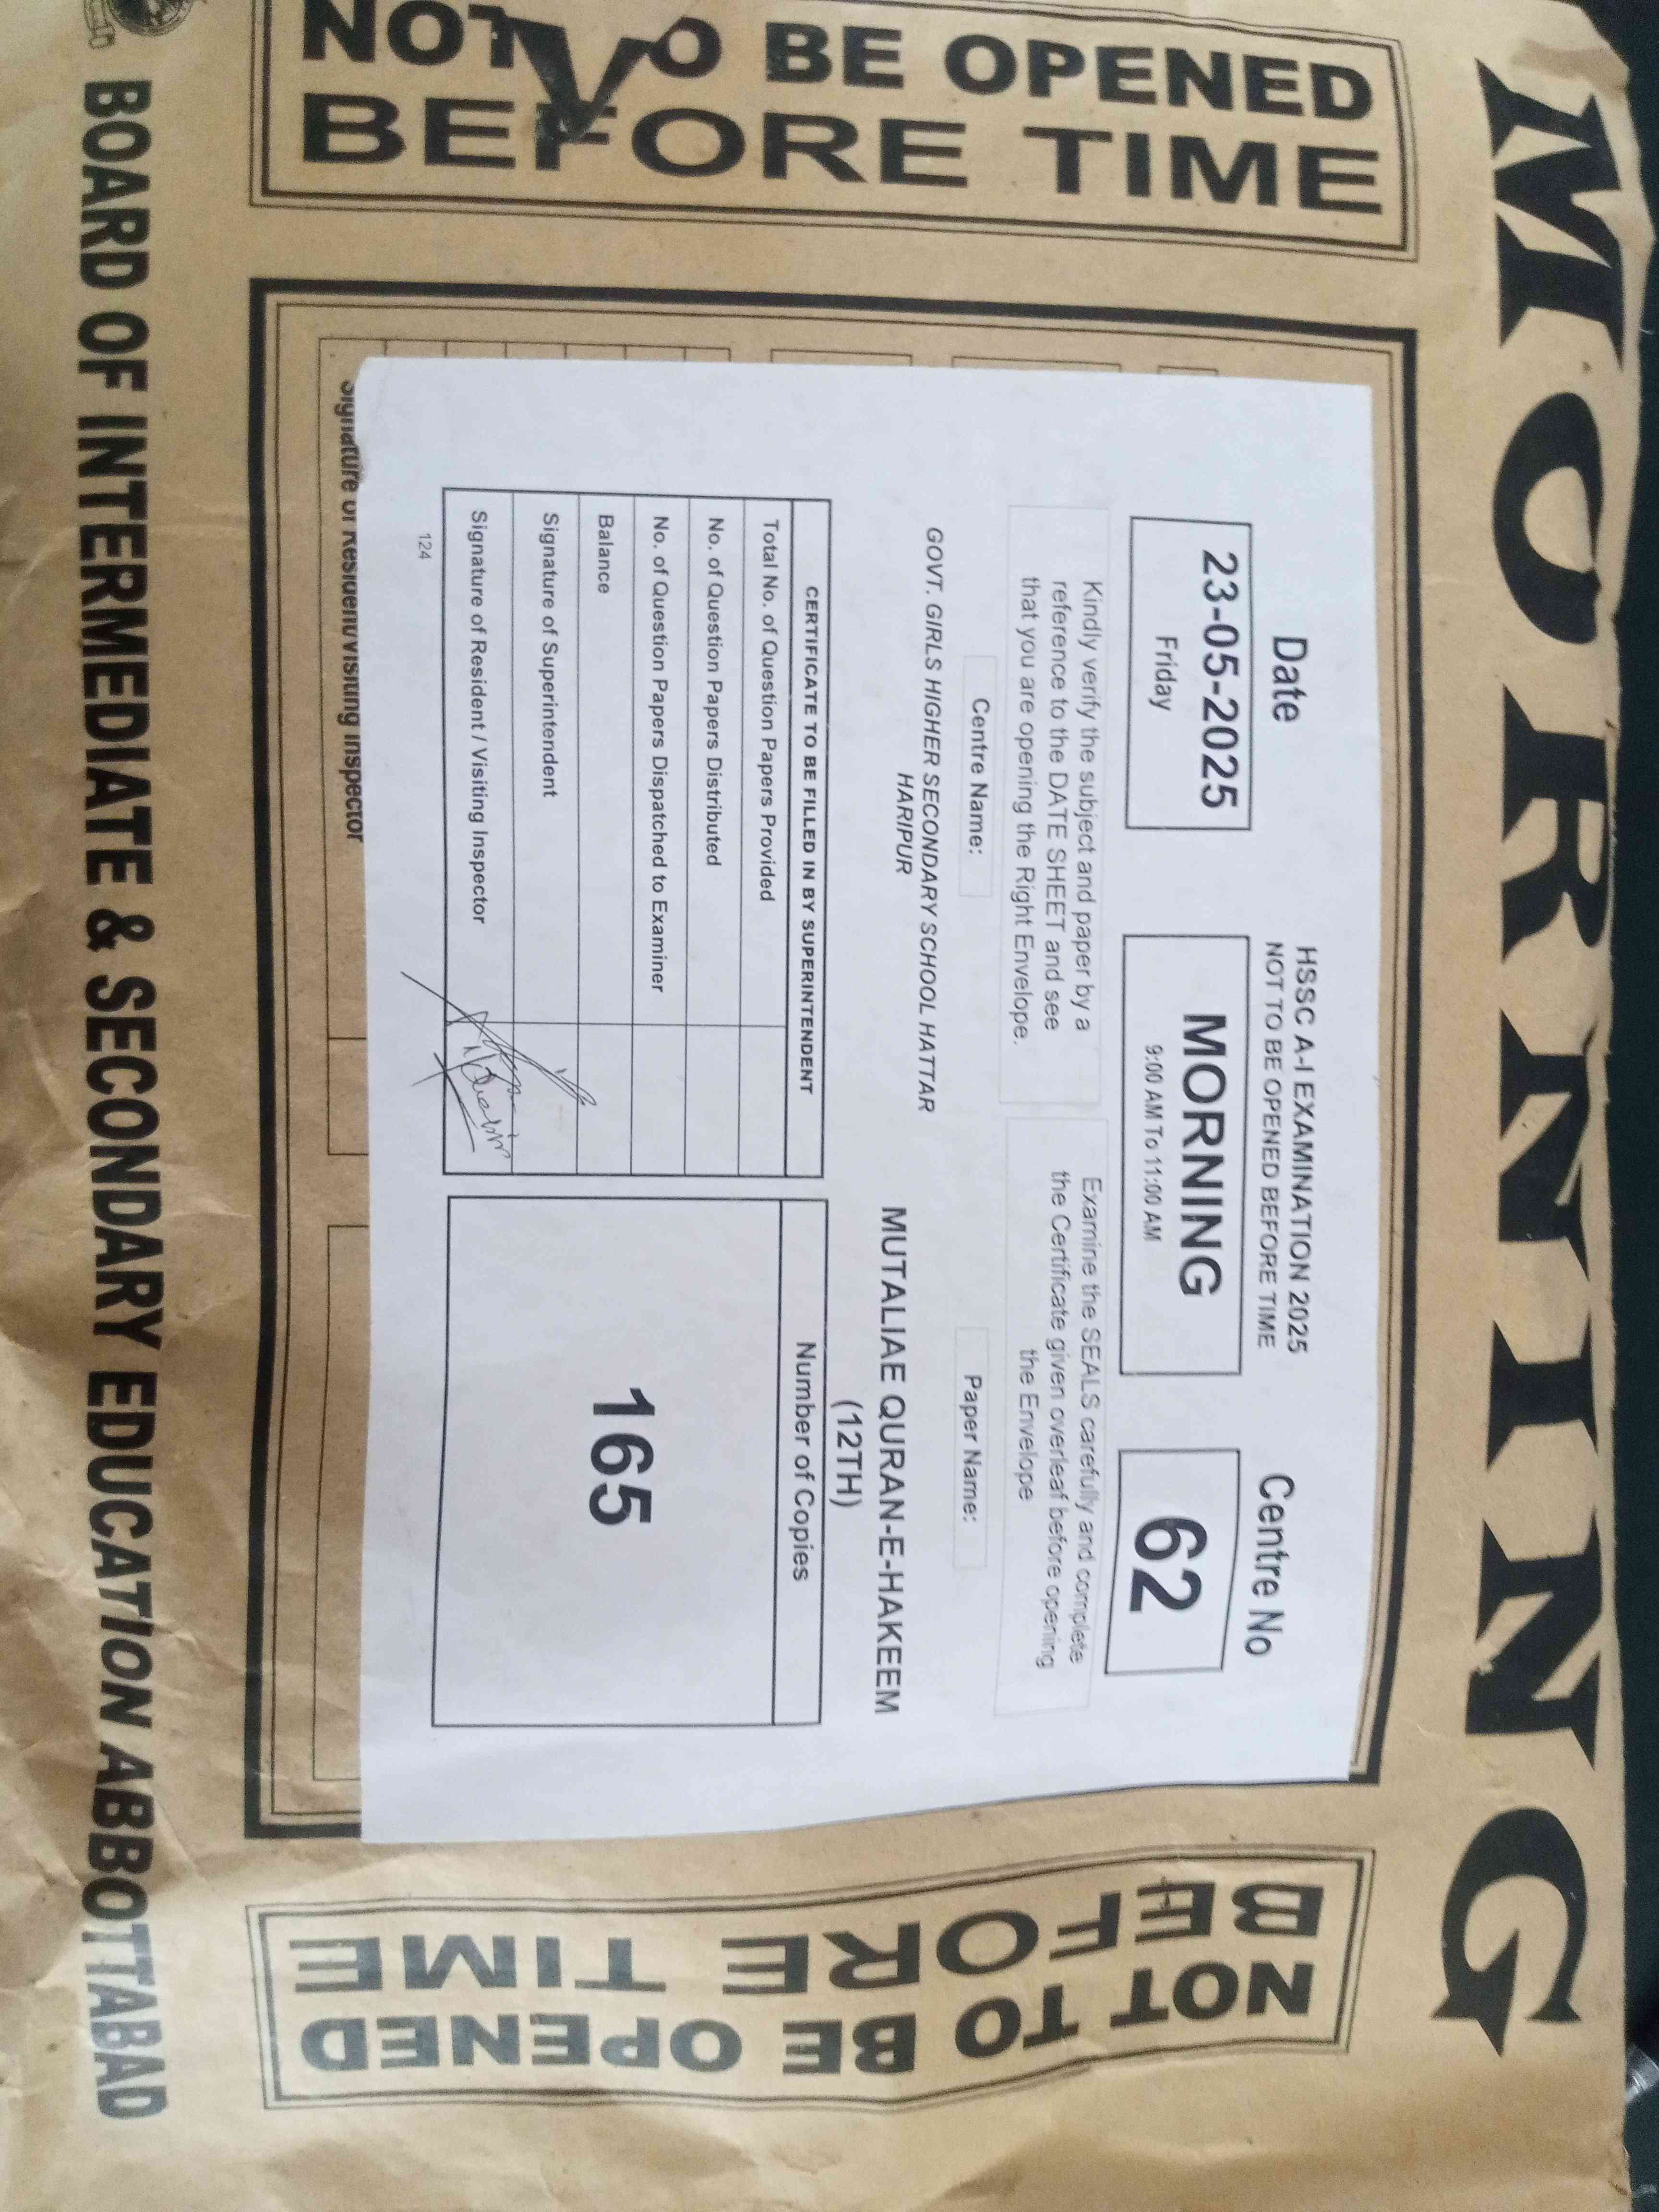 MORNING
NOT TO BE OPENED
BEFORE TIME
Date
23-05-2025
Friday
HSSC A-I EXAMINATION 2025
NOT TO BE OPENED BEFORE TIME
MORNING
9:00 AM To 11:00 AM
Centre No
62
Kindly verify the subject and paper by a
reference to the DATE SHEET and see
that you are opening the Right Envelope.
Examine the SEALS carefully and complete
the Certificate given overleaf before opening
the Envelope
Centre Name:
GOVT. GIRLS HIGHER SECONDARY SCHOOL HATTAR
HARIPUR
Paper Name:
MUTALIAE QURAN-E-HAKEEM
(12TH)
CERTIFICATE TO BE FILLED IN BY SUPERINTENDENT
Total No. of Question Papers Provided
No. of Question Papers Distributed
No. of Question Papers Dispatched to Examiner
Balance
Signature of Superintendent
Signature of Resident / Visiting Inspector
Number of Copies
165
124
Signature of Resident/Visiting Inspector
NOT TO BE OPENED
BEFORE TIME
BOARD OF INTERMEDIATE & SECONDARY EDUCATION ABBOTTABAD